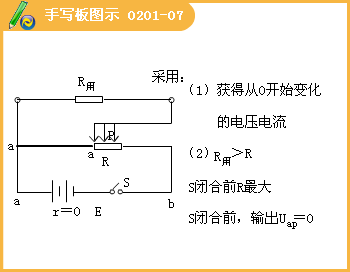 手写板图示 0201-07
R用
采用:
(1) 获得从0开始变化
的电压电流
P
a
a
R
(2) R用＞R
S闭合前R最大
S
S闭合前，输出Uap＝0
a
r＝0
E
b